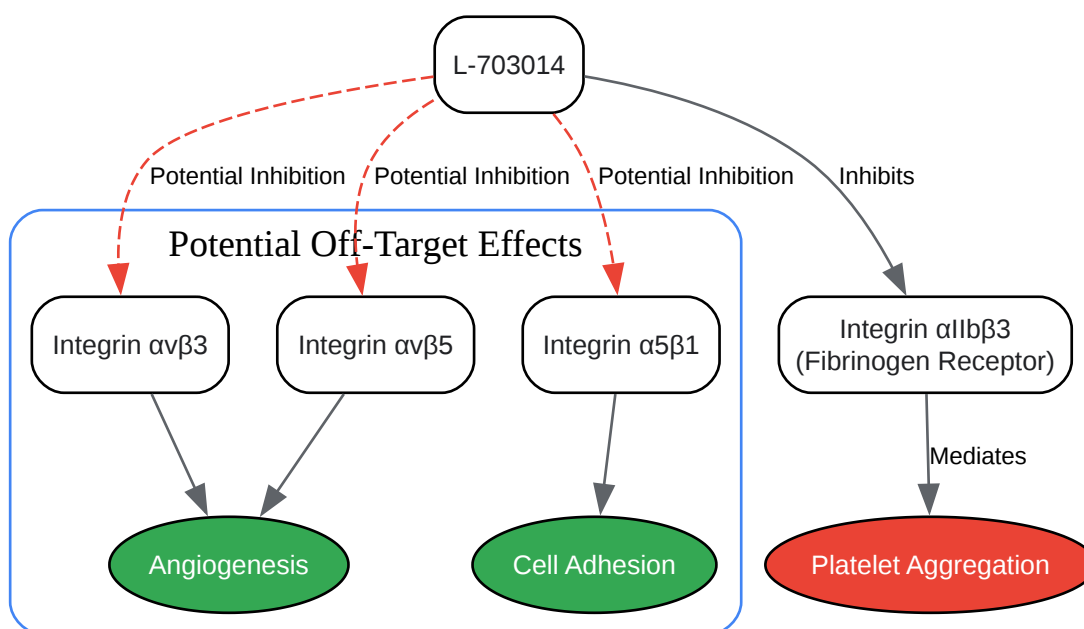 L-703014
Potential Inhibition
Potential Inhibition
Potential Inhibition
Inhibits
Potential Off-Target Effects
Integrin αvβ3
Integrin αvβ5
Integrin α5β1
Integrin αIIbβ3
(Fibrinogen Receptor)
Mediates
Angiogenesis
Cell Adhesion
Platelet Aggregation